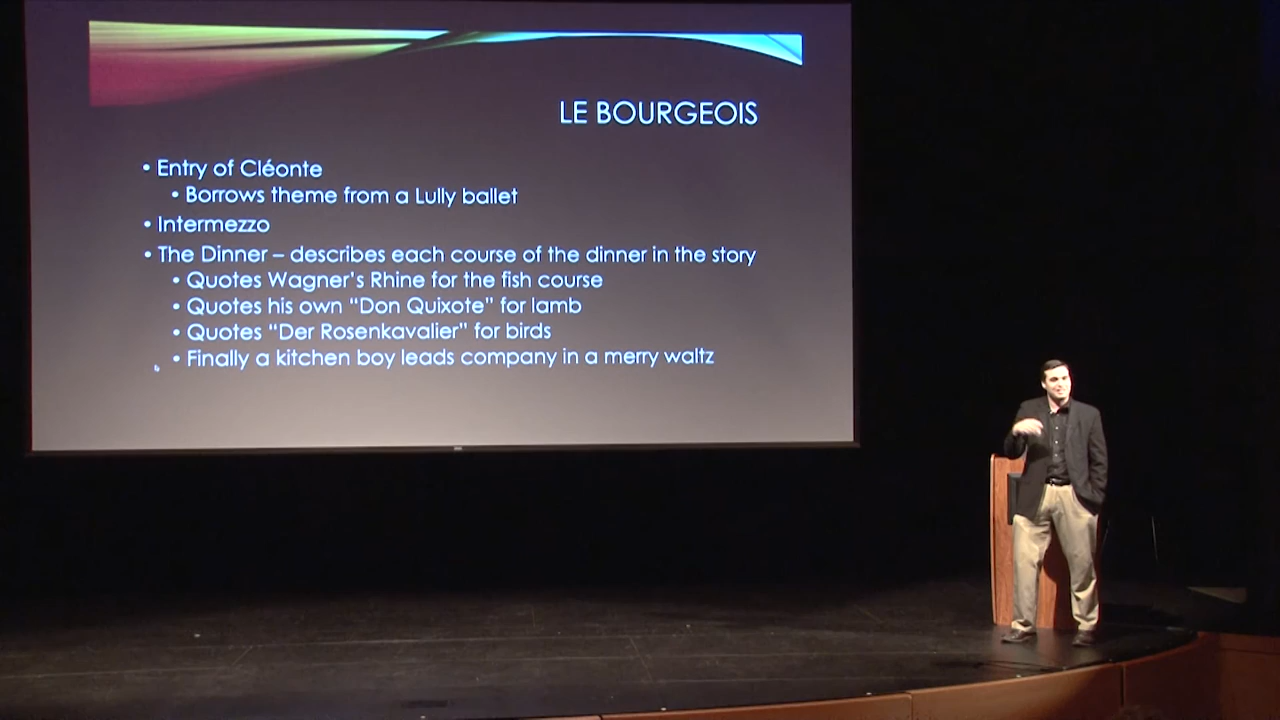 LE BOURGEOIS
• Entry of Cléonte
• Borrows theme from a Lully ballet
• Intermezzo
• The Dinner – describes each course of the dinner in the story
• Quotes Wagner's Rhine for the fish course
• Quotes his own “Don Quixote” for lamb
• Quotes “Der Rosenkavalier” for birds
• Finally a kitchen boy leads company in a merry waltz